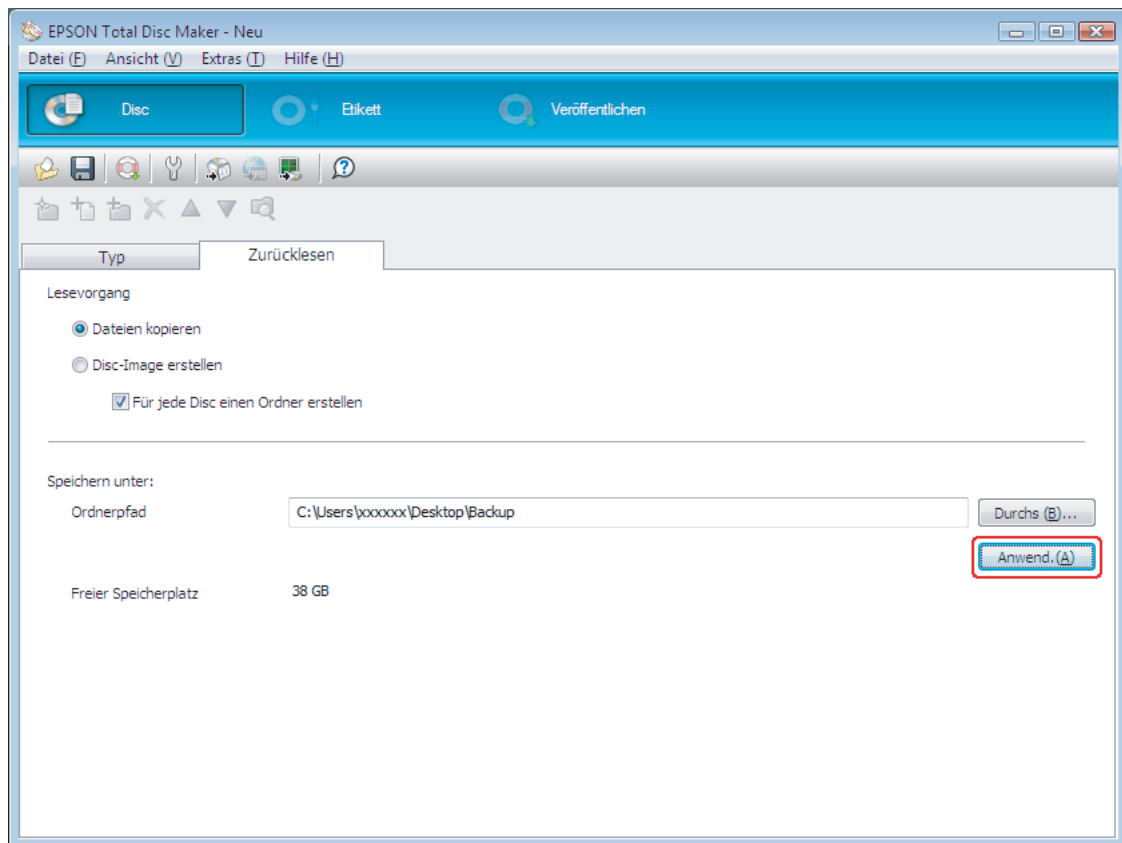 EPSON Total Disc Maker - Neu
Datei (F) Ansicht (V) Extras (T) Hilfe (H)
Disc Etikett Veröffentlichen
Typ Zurücklesen
Lesevorgang
Dateien kopieren
Disc-Image erstellen
Für jede Disc einen Ordner erstellen
Speichern unter:
Ordnerpfad C:\Users\xxxxxx\Desktop\Backup Durchs (B)...
Anwend.(A)
Freier Speicherplatz 38 GB